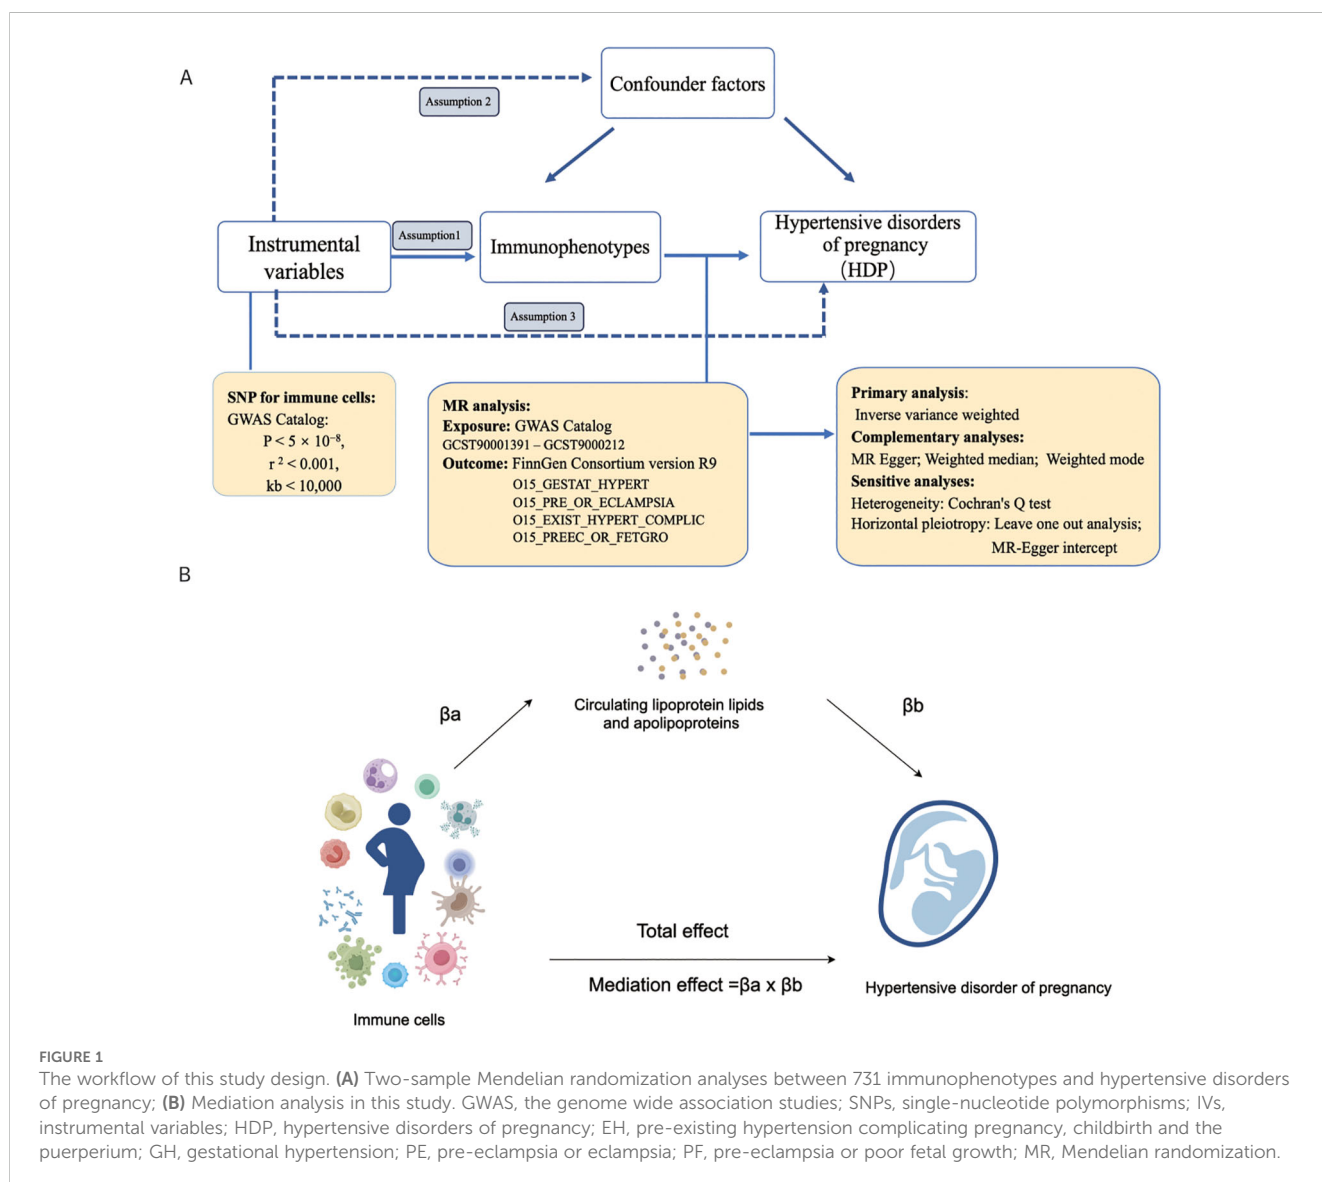 A
Confounder factors
Assumption 2
Instrumental
variables
Assumption1
Immunophenotypes
Hypertensive disorders
of pregnancy
(HDP)
Assumption 3
SNP for immune cells:
GWAS Catalog:
P < 5 × 10⁻⁸,
r ² < 0.001,
kb < 10,000
MR analysis:
Exposure: GWAS Catalog
GCST90001391 – GCST9000212
Outcome: FinnGen Consortium version R9
O15_GESTAT_HYPERT
O15_PRE_OR_ECLAMPSIA
O15_EXIST_HYPERT_COMPLIC
O15_PREEC_OR_FETGRO
Primary analysis:
Inverse variance weighted
Complementary analyses:
MR Egger; Weighted median; Weighted mode
Sensitive analyses:
Heterogeneity: Cochran's Q test
Horizontal pleiotropy: Leave one out analysis;
MR-Egger intercept
B
Circulating lipoprotein lipids
and apolipoproteins
βa
βb
Total effect
Mediation effect =βa x βb
Immune cells
Hypertensive disorder of pregnancy
FIGURE 1
The workflow of this study design. (A) Two-sample Mendelian randomization analyses between 731 immunophenotypes and hypertensive disorders
of pregnancy; (B) Mediation analysis in this study. GWAS, the genome wide association studies; SNPs, single-nucleotide polymorphisms; IVs,
instrumental variables; HDP, hypertensive disorders of pregnancy; EH, pre-existing hypertension complicating pregnancy, childbirth and the
puerperium; GH, gestational hypertension; PE, pre-eclampsia or eclampsia; PF, pre-eclampsia or poor fetal growth; MR, Mendelian randomization.